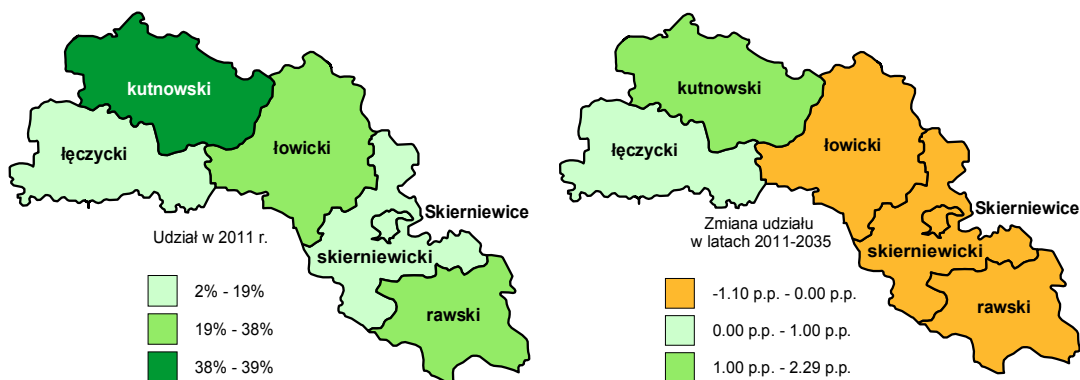 kutnowski
łęczycki
łowicki
Skierniewice
skierniewicki
rawski
Udział w 2011 r.
2% - 19%
19% - 38%
38% - 39%
kutnowski
łęczycki
łowicki
Skierniewice
skierniewicki
rawski
Zmiana udziału
w latach 2011-2035
-1.10 p.p. - 0.00 p.p.
0.00 p.p. - 1.00 p.p.
1.00 p.p. - 2.29 p.p.